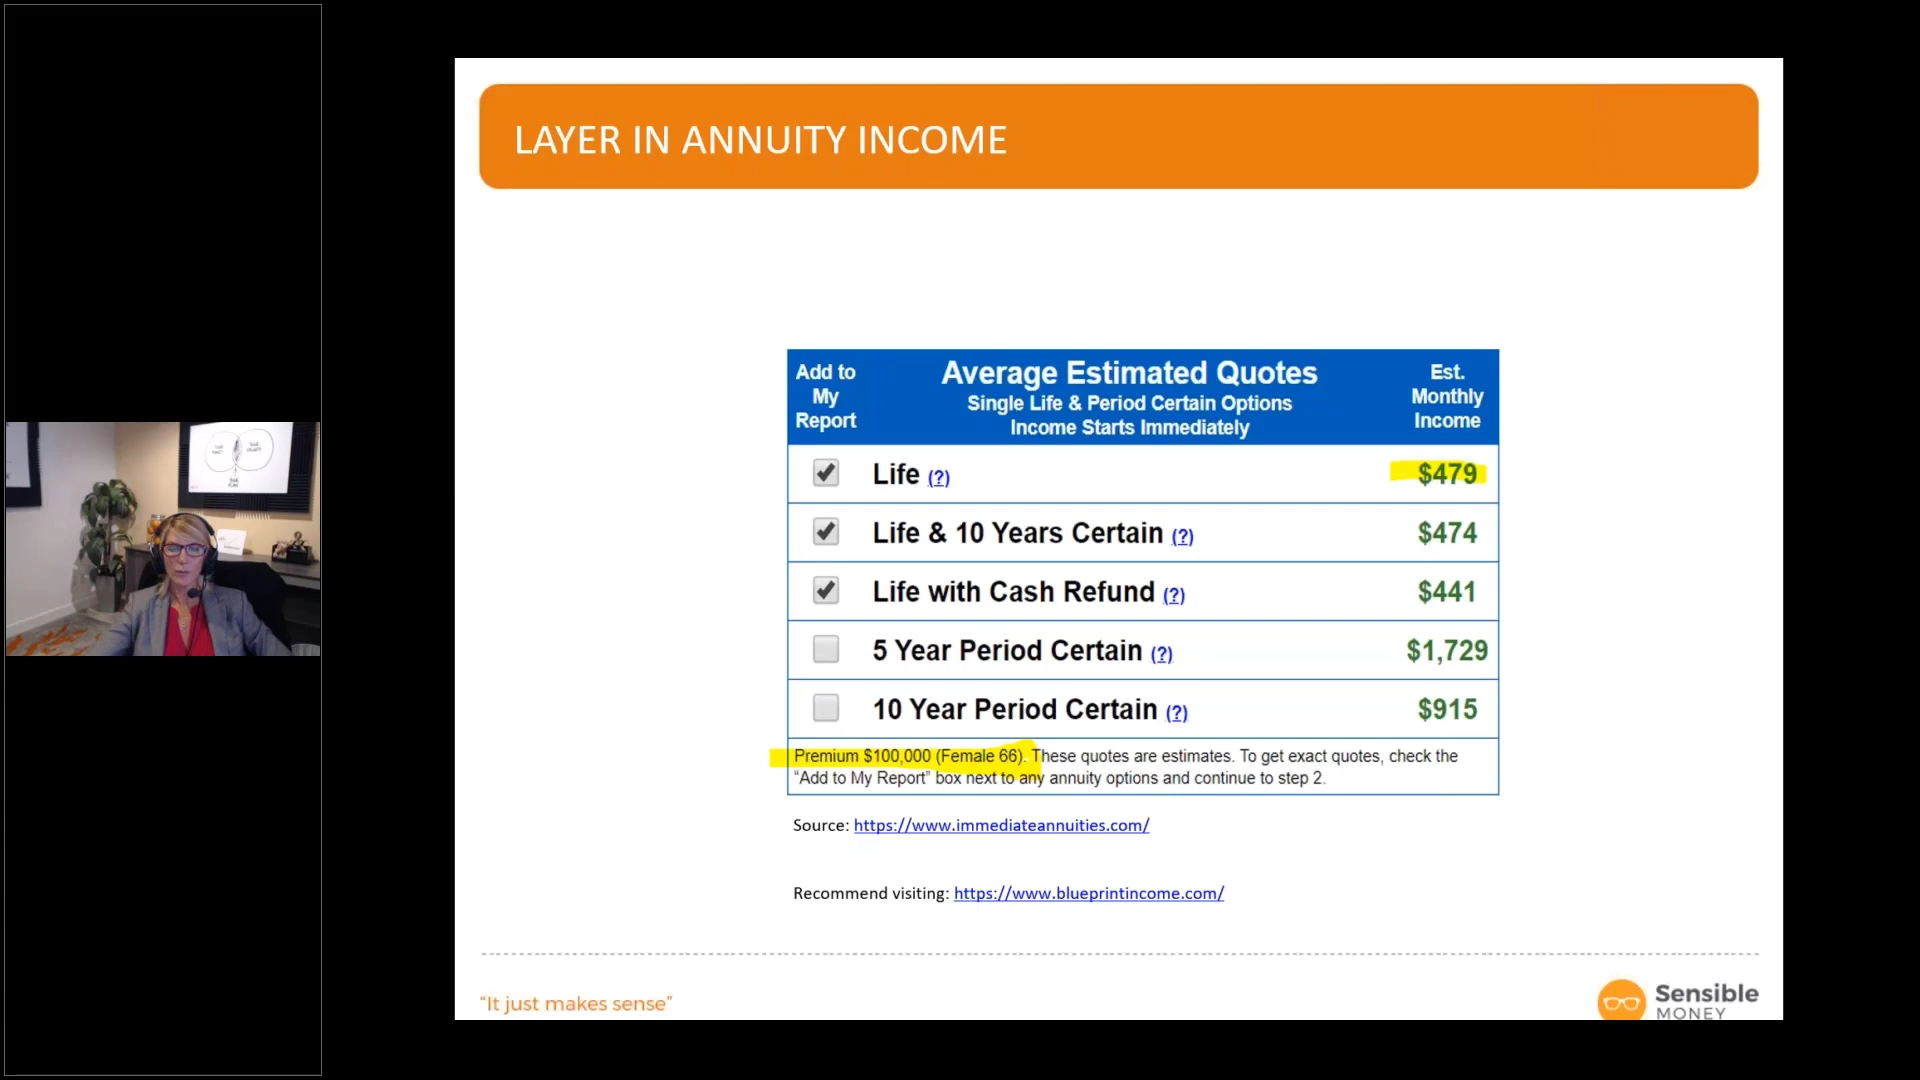 LAYER IN ANNUITY INCOME
Add to
My
Report
Average Estimated Quotes
Single Life & Period Certain Options
Income Starts Immediately
Est.
Monthly
Income
Life (?) $479
Life & 10 Years Certain (?) $474
Life with Cash Refund (?) $441
5 Year Period Certain (?) $1,729
10 Year Period Certain (?) $915
Premium $100,000 (Female 66). These quotes are estimates. To get exact quotes, check the
“Add to My Report” box next to any annuity options and continue to step 2.
Source: https://www.immediateannuities.com/
Recommend visiting: https://www.blueprintincome.com/
“It just makes sense”
Sensible
MONEY